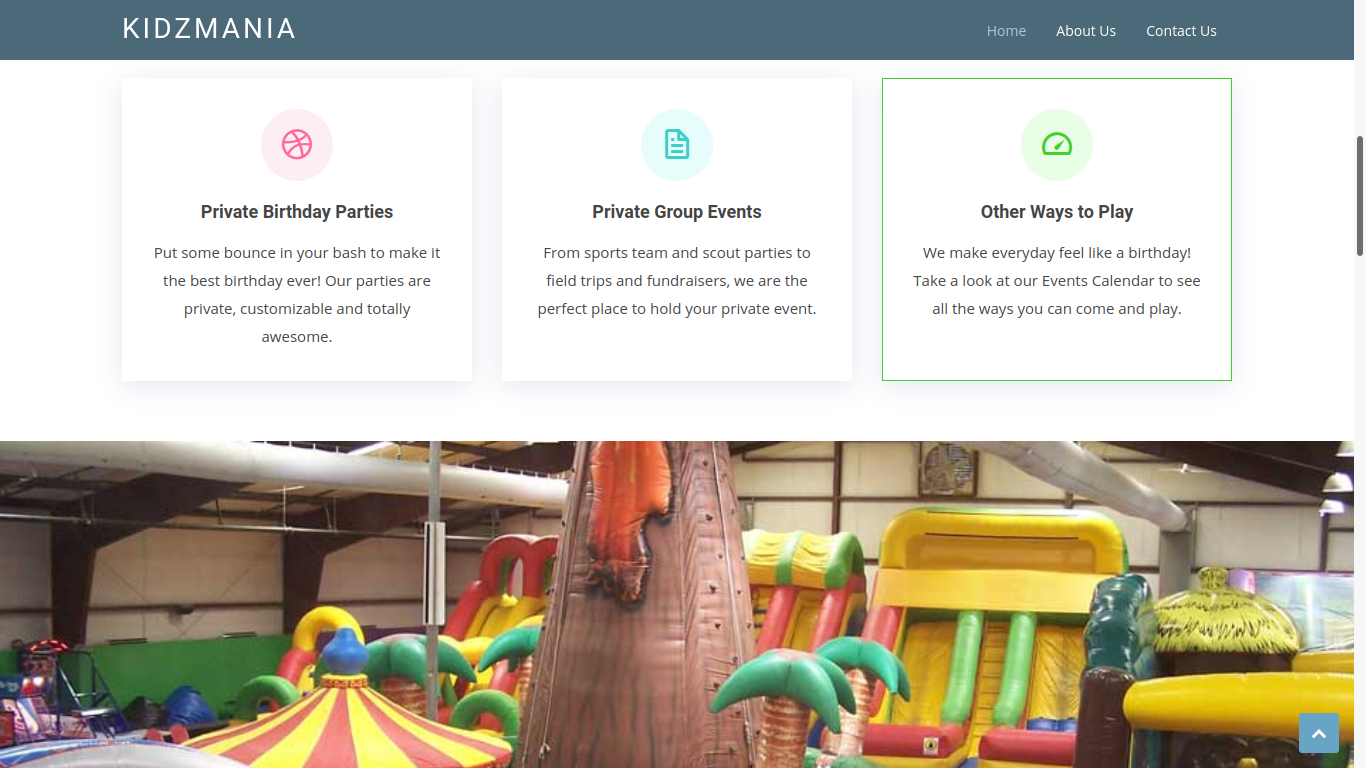 KIDZMANIA
Home
About Us
Contact Us
Private Birthday Parties
Put some bounce in your bash to make it
the best birthday ever! Our parties are
private, customizable and totally
awesome.
Private Group Events
From sports team and scout parties to
field trips and fundraisers, we are the
perfect place to hold your private event.
Other Ways to Play
We make everyday feel like a birthday!
Take a look at our Events Calendar to see
all the ways you can come and play.